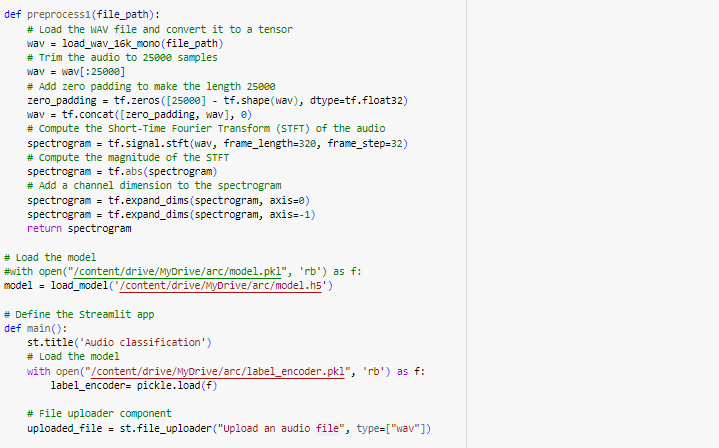 def preprocess1(file_path):
    # Load the WAV file and convert it to a tensor
    wav = load_wav_16k_mono(file_path)
    # Trim the audio to 25000 samples
    wav = wav[:25000]
    # Add zero padding to make the length 25000
    zero_padding = tf.zeros([25000] - tf.shape(wav), dtype=tf.float32)
    wav = tf.concat([zero_padding, wav], 0)
    # Compute the Short-Time Fourier Transform (STFT) of the audio
    spectrogram = tf.signal.stft(wav, frame_length=320, frame_step=32)
    # Compute the magnitude of the STFT
    spectrogram = tf.abs(spectrogram)
    # Add a channel dimension to the spectrogram
    spectrogram = tf.expand_dims(spectrogram, axis=0)
    spectrogram = tf.expand_dims(spectrogram, axis=-1)
    return spectrogram

# Load the model
#with open("/content/drive/MyDrive/arc/model.pkl", 'rb') as f:
model = load_model('/content/drive/MyDrive/arc/model.h5')

# Define the Streamlit app
def main():
    st.title('Audio classification')
    # Load the model
    with open("/content/drive/MyDrive/arc/label_encoder.pkl", 'rb') as f:
        label_encoder= pickle.load(f)

    # File uploader component
    uploaded_file = st.file_uploader("Upload an audio file", type=["wav"])